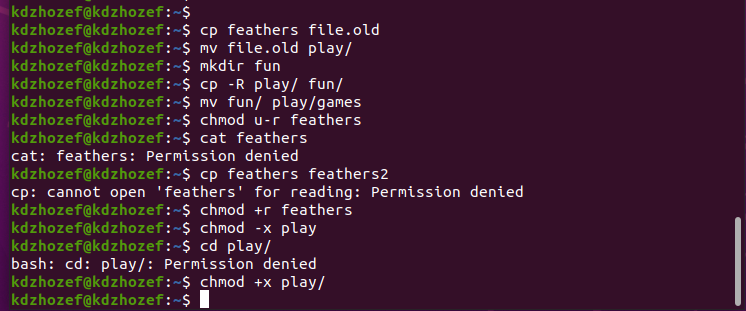 kdzhozef@kdzhozef:~$
kdzhozef@kdzhozef:~$ cp feathers file.old
kdzhozef@kdzhozef:~$ mv file.old play/
kdzhozef@kdzhozef:~$ mkdir fun
kdzhozef@kdzhozef:~$ cp -R play/ fun/
kdzhozef@kdzhozef:~$ mv fun/ play/games
kdzhozef@kdzhozef:~$ chmod u-r feathers
kdzhozef@kdzhozef:~$ cat feathers
cat: feathers: Permission denied
kdzhozef@kdzhozef:~$ cp feathers feathers2
cp: cannot open 'feathers' for reading: Permission denied
kdzhozef@kdzhozef:~$ chmod +r feathers
kdzhozef@kdzhozef:~$ chmod -x play
kdzhozef@kdzhozef:~$ cd play/
bash: cd: play/: Permission denied
kdzhozef@kdzhozef:~$ chmod +x play/
kdzhozef@kdzhozef:~$